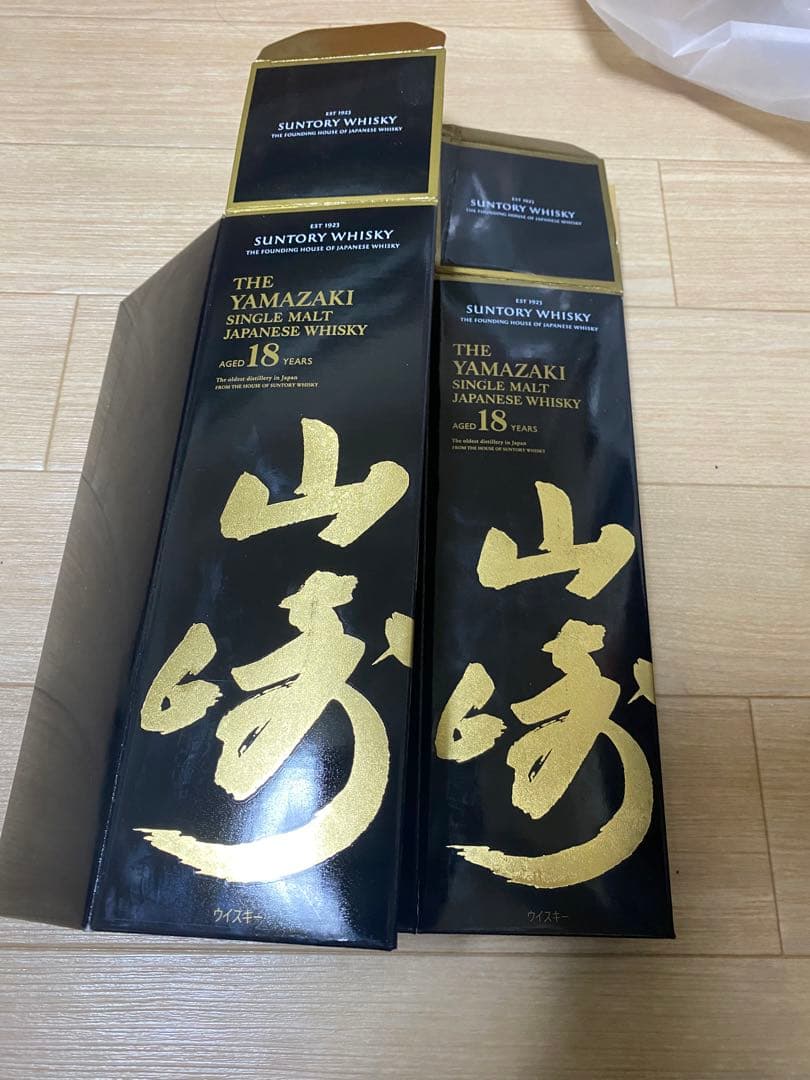 EST 1923
SUNTORY WHISKY
THE FOUNDING HOUSE OF JAPANESE WHISKY
EST 1923
SUNTORY WHISKY
THE FOUNDING HOUSE OF JAPANESE WHISKY
THE
YAMAZAKI
SINGLE MALT
JAPANESE WHISKY
AGED 18 YEARS
The oldest distillery in Japan
FROM THE HOUSE OF SUNTORY WHISKY
山
崎
ウイスキー
EST 1923
SUNTORY WHISKY
THE FOUNDING HOUSE OF JAPANESE WHISKY
EST 1923
SUNTORY WHISKY
THE FOUNDING HOUSE OF JAPANESE WHISKY
THE
YAMAZAKI
SINGLE MALT
JAPANESE WHISKY
AGED 18 YEARS
The oldest distillery in Japan
FROM THE HOUSE OF SUNTORY WHISKY
山
崎
ウイスキー